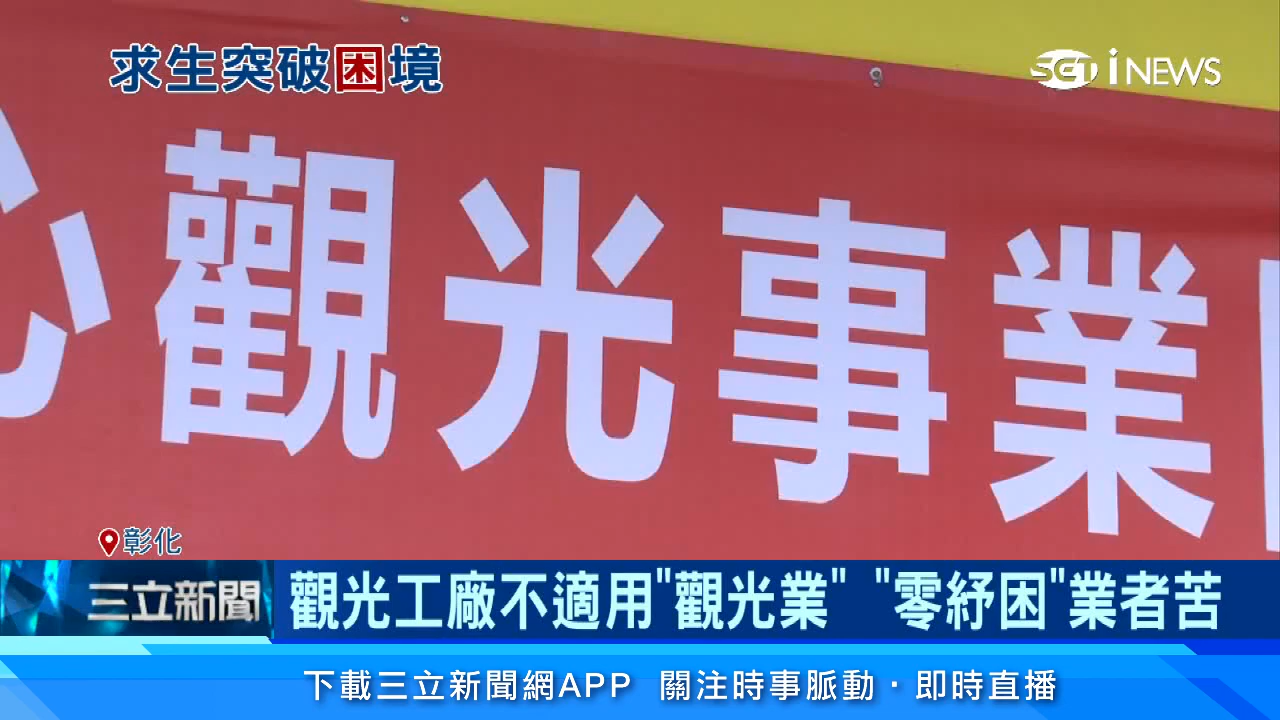 求生突破困境
SET iNEWS
心觀光事業
彰化
三立新聞
觀光工廠不適用"觀光業" "零紓困"業者苦
下載三立新聞網APP 關注時事脈動・即時直播